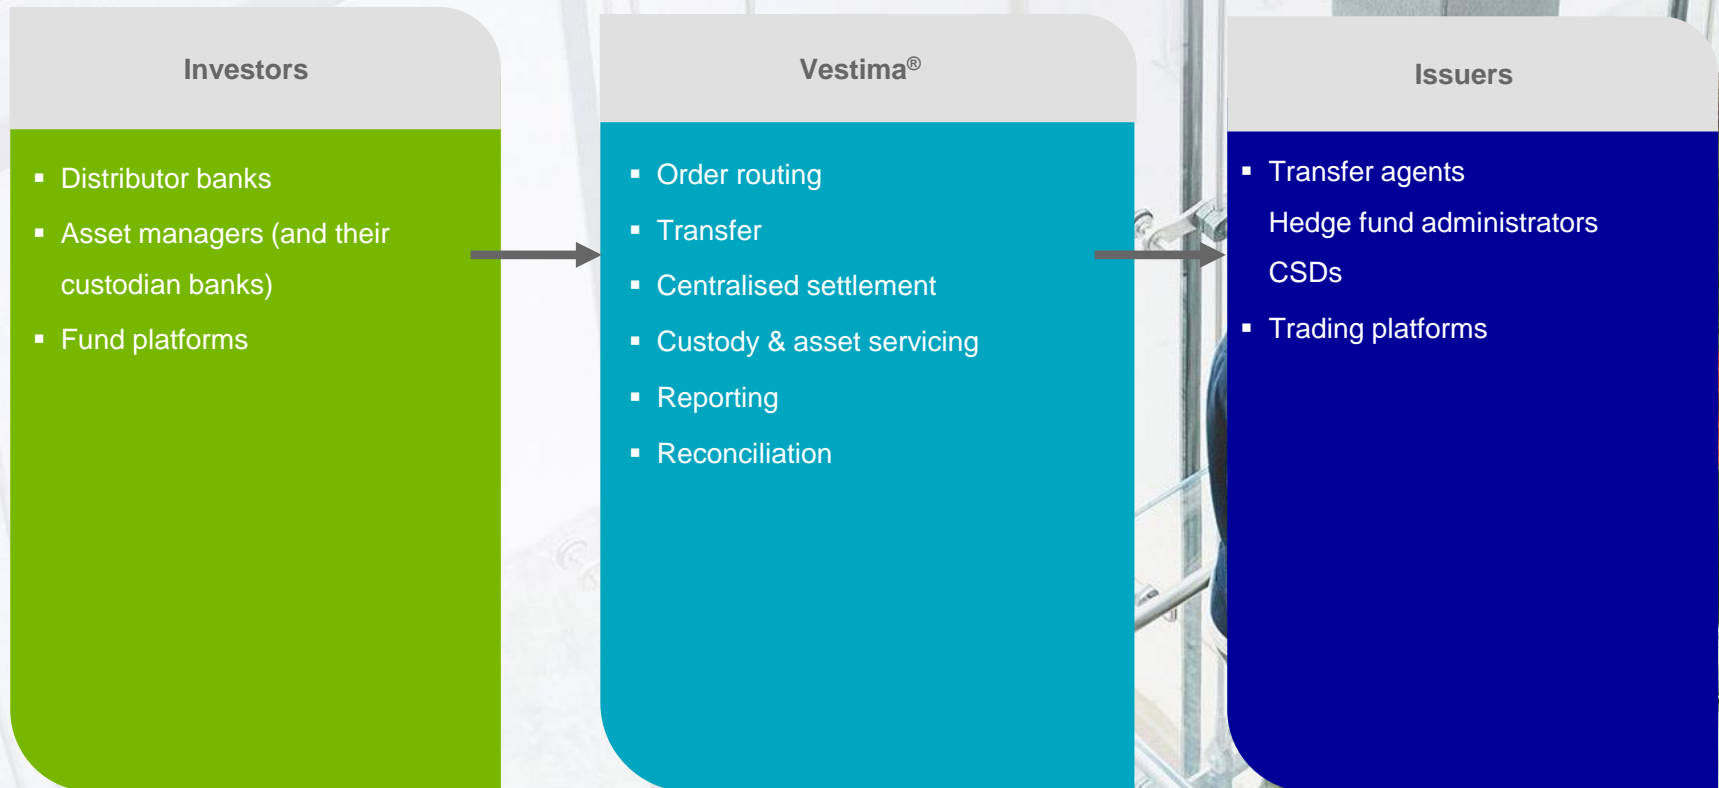 Investors
▪ Distributor banks
▪ Asset managers (and their
custodian banks)
▪ Fund platforms
Vestima®
▪ Order routing
▪ Transfer
▪ Centralised settlement
▪ Custody & asset servicing
▪ Reporting
▪ Reconciliation
Issuers
▪ Transfer agents
Hedge fund administrators
CSDs
▪ Trading platforms